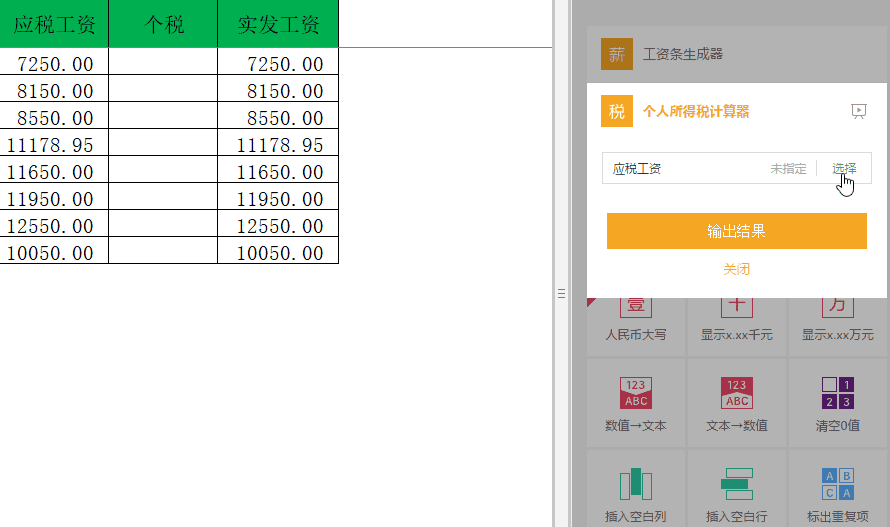 应税工资 个税 实发工资
7250.00 7250.00
8150.00 8150.00
8550.00 8550.00
11178.95 11178.95
11650.00 11650.00
11950.00 11950.00
12550.00 12550.00
10050.00 10050.00
薪 工资条生成器
税 个人所得税计算器
应税工资 未指定 选择
输出结果
关闭
壹 千 万
人民币大写 显示x.xx千元 显示x.xx万元
123 123 1
ABC ABC 2 3
数值→文本 文本→数值 清空0值
A B
C A
插入空白列 插入空白行 标出重复项